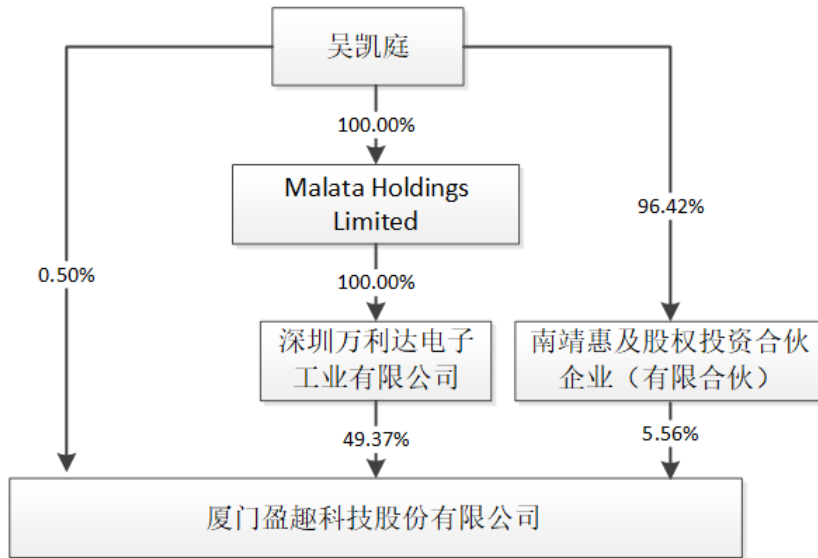 吴凯庭
100.00%
Malata Holdings
Limited
96.42%
0.50%
100.00%
深圳万利达电子
工业有限公司
南靖惠及股权投资合伙
企业（有限合伙）
49.37%
5.56%
厦门盈趣科技股份有限公司